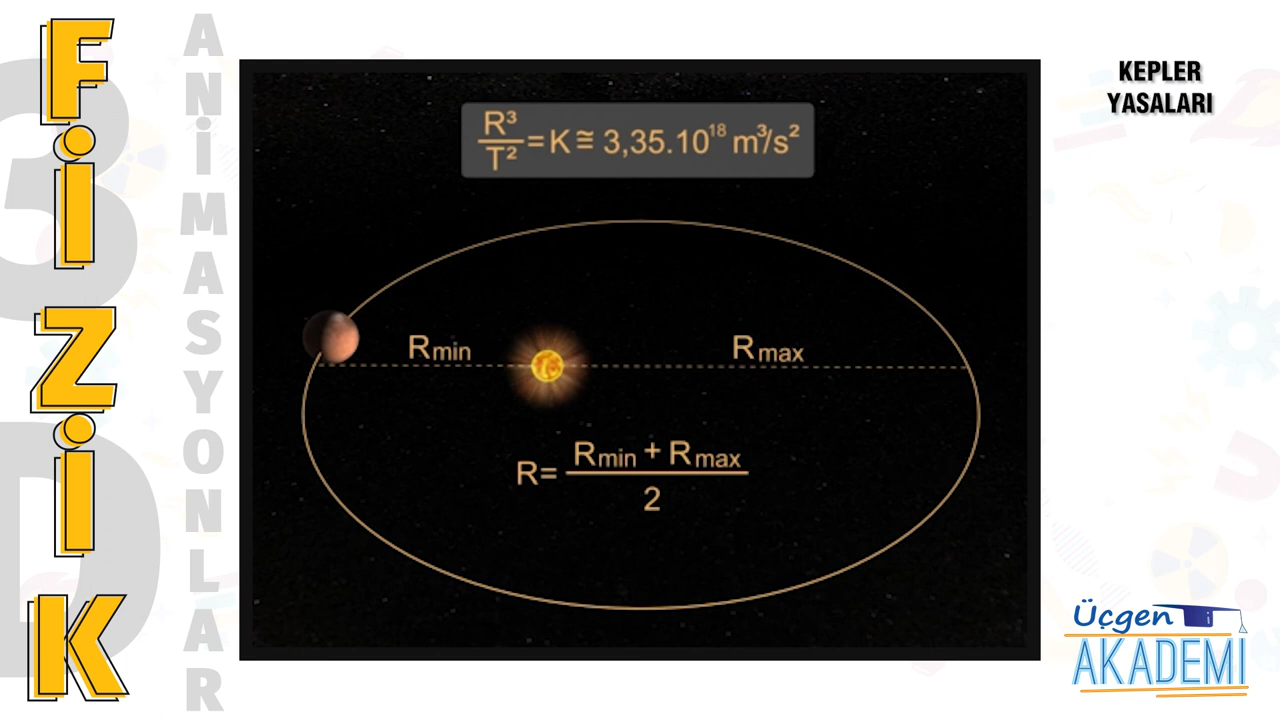 FİZİK
3D
ANİMASYONLAR
KEPLER
YASALARI
R³/T² = K ≅ 3,35.10¹⁸ m³/s²
Rmin
Rmax
R= Rmin + Rmax / 2
Üçgen
AKADEMİ